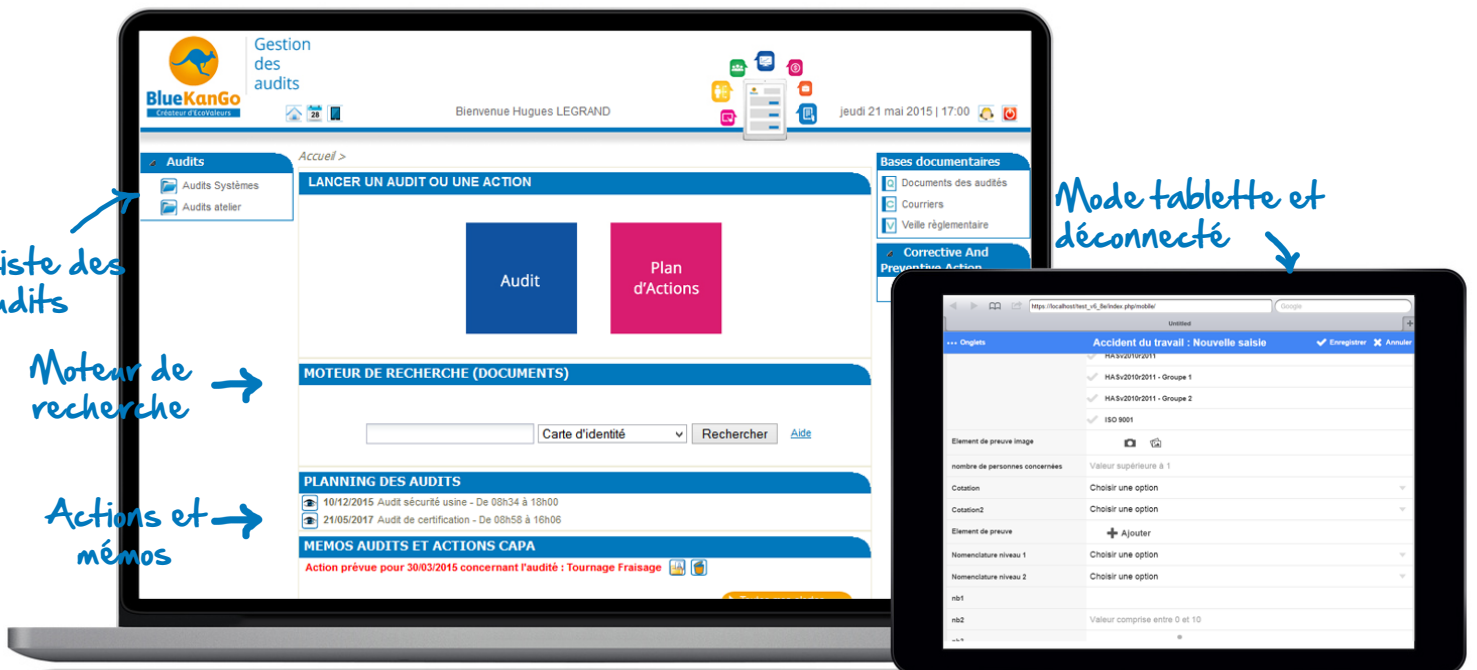 Gestion
des
audits
BlueKanGo
Créateur d'EcoValeurs
28
Bienvenue Hugues LEGRAND
jeudi 21 mai 2015 | 17:00
Audits
Audits Systèmes
Audits atelier
Accueil >
LANCER UN AUDIT OU UNE ACTION
Audit
Plan
d'Actions
MOTEUR DE RECHERCHE (DOCUMENTS)
Carte d'identité
Rechercher
Aide
PLANNING DES AUDITS
10/12/2015 Audit sécurité usine - De 08h34 à 18h00
21/05/2017 Audit de certification - De 08h58 à 16h06
MEMOS AUDITS ET ACTIONS CAPA
Action prévue pour 30/03/2015 concernant l'audité : Tournage Fraisage
Bases documentaires
Q Documents des audités
C Courriers
V Veille règlementaire
Corrective And
Preventive Action
iste des
udits
Moteur de
recherche
Actions et
mémos
Mode tablette et
déconnecté
https://localhost/test_v6_8e/index.php/mobile/
Google
Untitled
Onglets
Accident du travail : Nouvelle saisie
Enregistrer
Annuler
HASv2010r2011
HASv2010r2011 - Groupe 1
HASv2010r2011 - Groupe 2
ISO 9001
Element de preuve image
nombre de personnes concernées
Valeur supérieure à 1
Cotation
Choisir une option
Cotation2
Choisir une option
Element de preuve
Ajouter
Nomenclature niveau 1
Choisir une option
Nomenclature niveau 2
Choisir une option
nb1
nb2
Valeur comprise entre 0 et 10